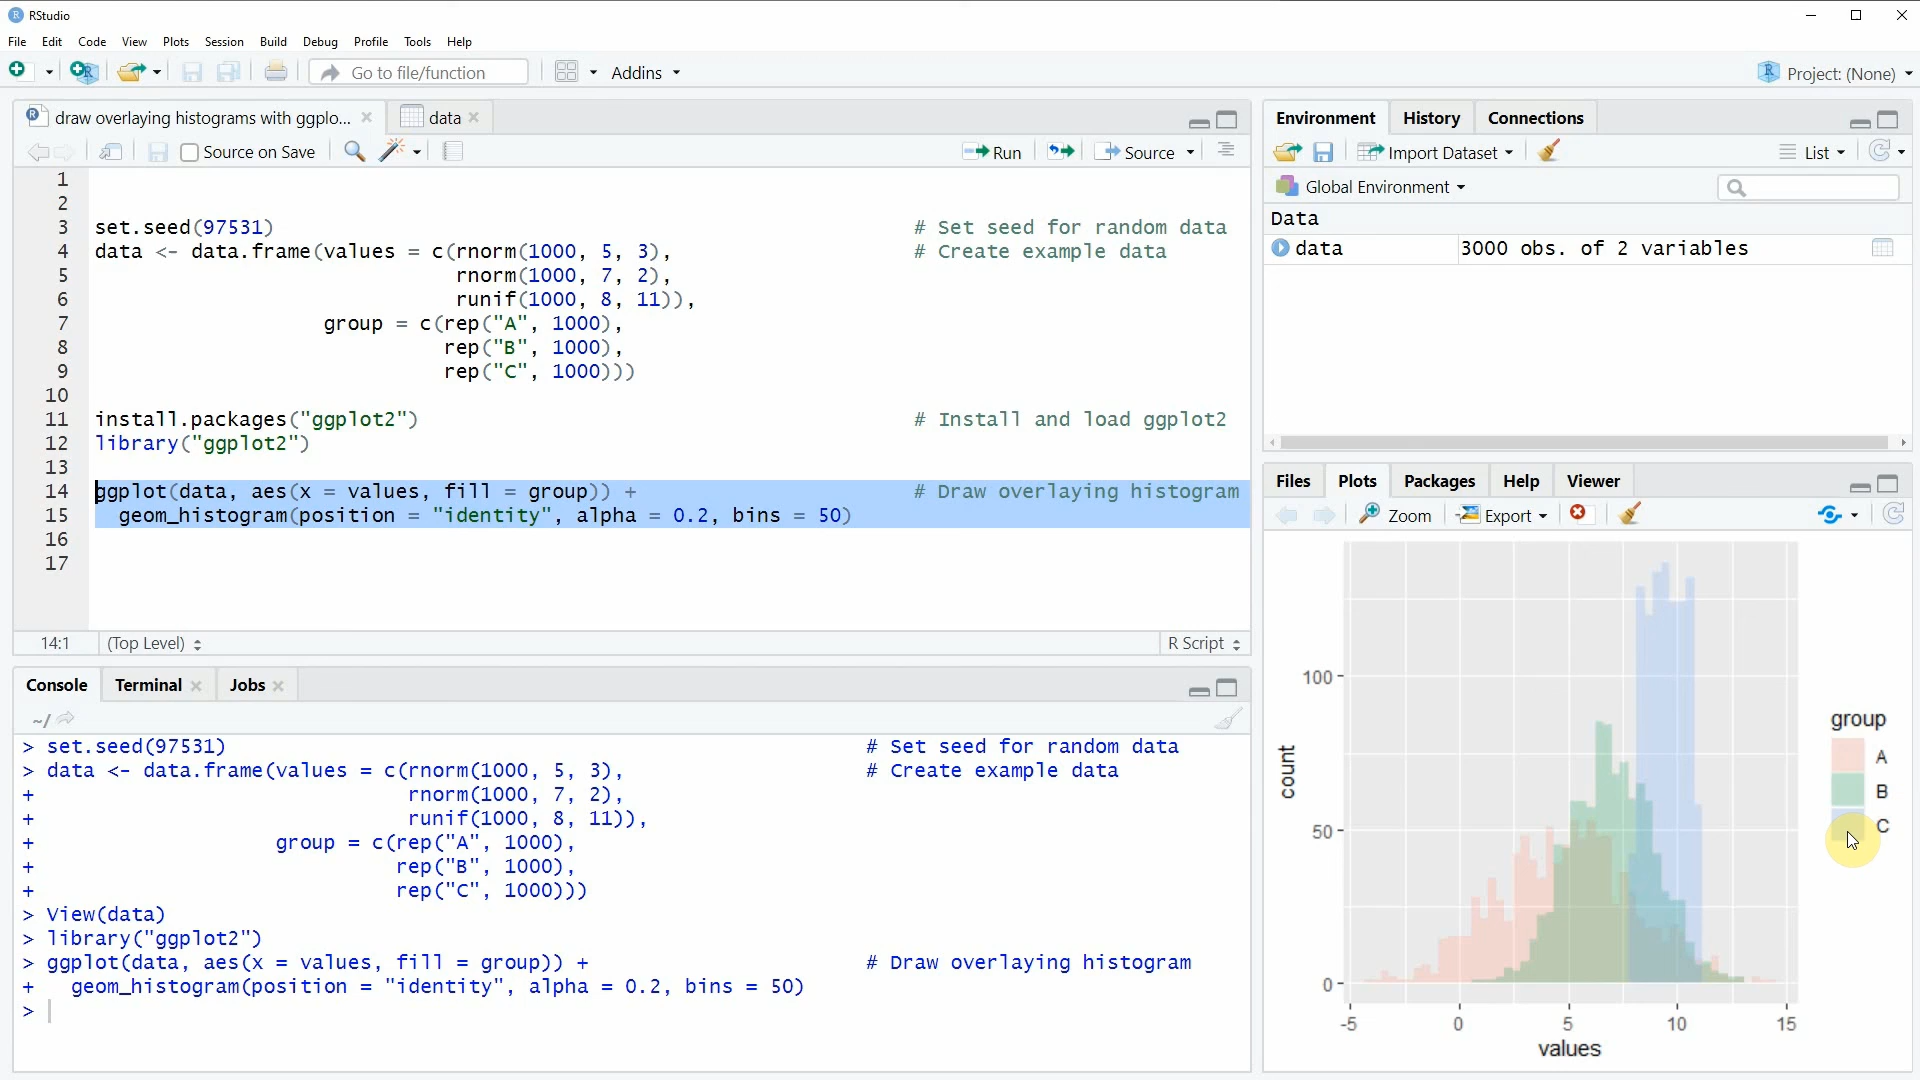 RStudio
File Edit Code View Plots Session Build Debug Profile Tools Help
Go to file/function Addins Project: (None)
draw overlaying histograms with ggplo... data
Source on Save Run Source
1
2
3 set.seed(97531) # Set seed for random data
4 data <- data.frame(values = c(rnorm(1000, 5, 3), # Create example data
5 rnorm(1000, 7, 2),
6 runif(1000, 8, 11)),
7 group = c(rep("A", 1000),
8 rep("B", 1000),
9 rep("C", 1000)))
10
11 install.packages("ggplot2") # Install and load ggplot2
12 library("ggplot2")
13
14 ggplot(data, aes(x = values, fill = group)) + # Draw overlaying histogram
15 geom_histogram(position = "identity", alpha = 0.2, bins = 50)
16
17
14:1 (Top Level) R Script
Console Terminal Jobs
~/
> set.seed(97531) # Set seed for random data
> data <- data.frame(values = c(rnorm(1000, 5, 3), # Create example data
+ rnorm(1000, 7, 2),
+ runif(1000, 8, 11)),
+ group = c(rep("A", 1000),
+ rep("B", 1000),
+ rep("C", 1000)))
> View(data)
> library("ggplot2")
> ggplot(data, aes(x = values, fill = group)) + # Draw overlaying histogram
+ geom_histogram(position = "identity", alpha = 0.2, bins = 50)
>
Environment History Connections
Import Dataset List
Global Environment
Data
data 3000 obs. of 2 variables
Files Plots Packages Help Viewer
Zoom Export
100
50
0
count
-5 0 5 10 15
values
group
A
B
C